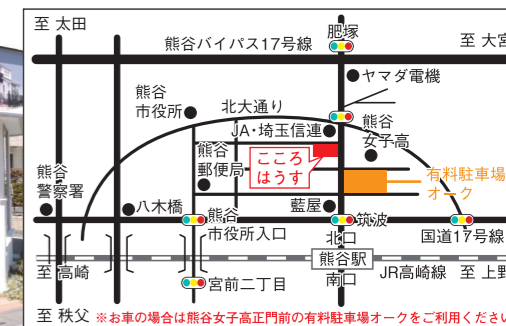 至 太田
熊谷バイパス17号線
肥塚
至 大宮
ヤマダ電機
熊谷
市役所
北大通り
JA・埼玉信連
熊谷
女子高
熊谷
郵便局
こころ
はうす
有料駐車場
オーク
熊谷
警察署
八木橋
藍屋
熊谷
市役所入口
筑波
国道17号線
北口
熊谷駅
南口
至 高崎
JR高崎線
至 上野
宮前二丁目
至 秩父
※お車の場合は熊谷女子高正門前の有料駐車場オークをご利用ください